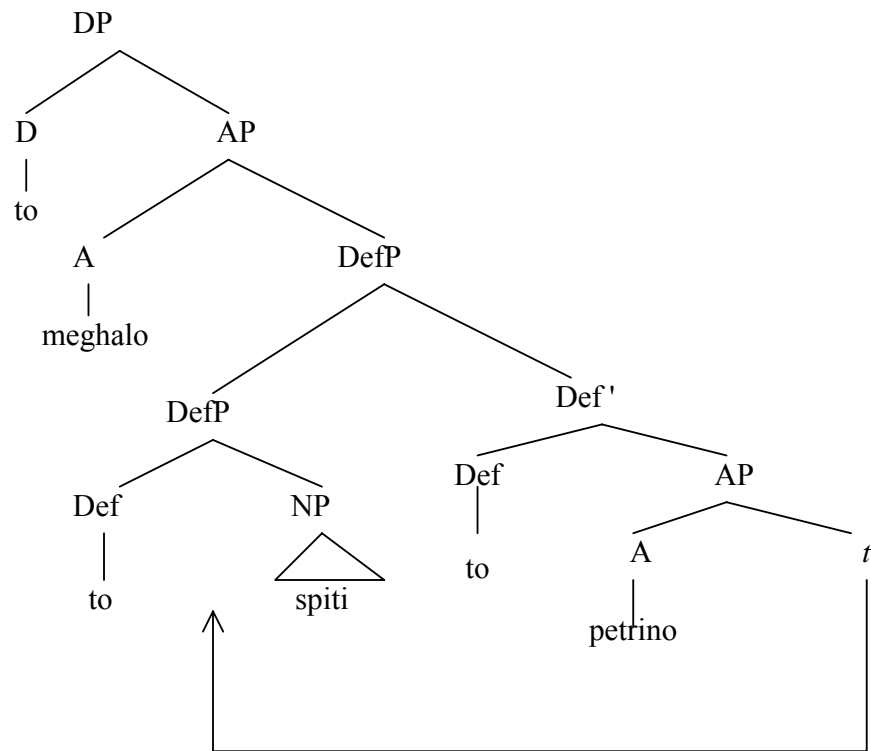 DP
D AP
to
A DefP
meghalo
DefP Def '
Def NP Def AP
to spiti to A t
petrino